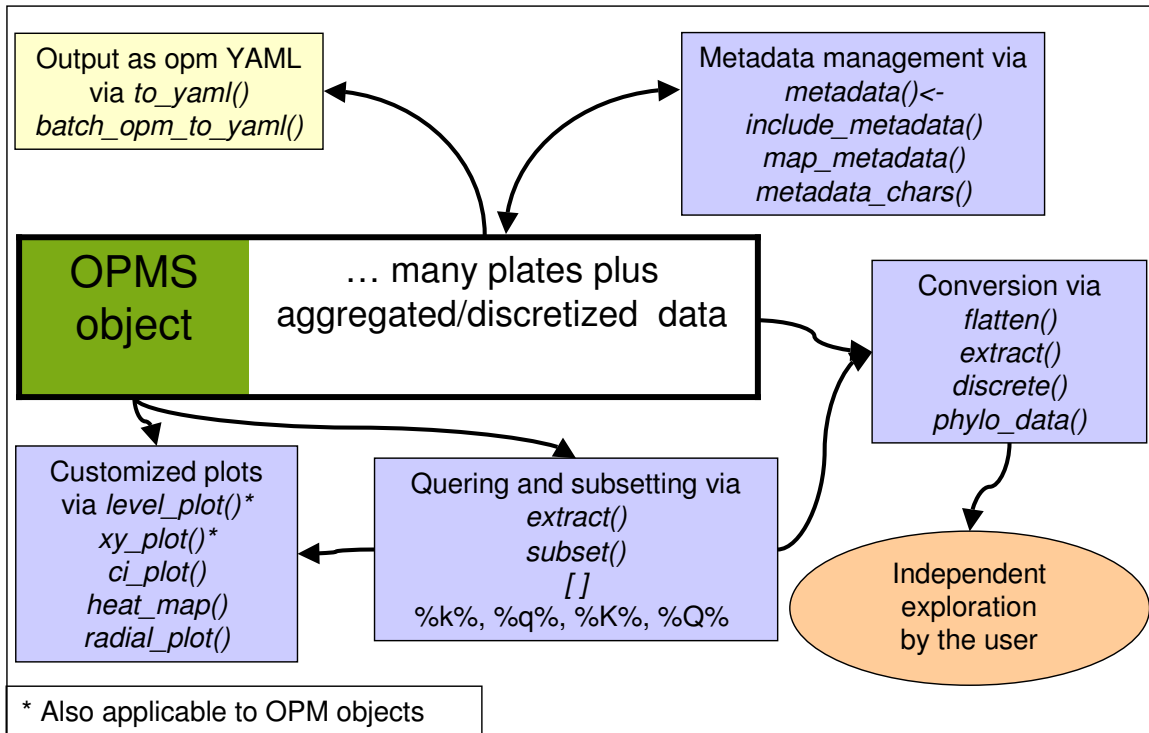 Output as opm YAML
via to_yaml()
batch_opm_to_yaml()
Metadata management via
metadata()<-
include_metadata()
map_metadata()
metadata_chars()
OPMS
object
… many plates plus
aggregated/discretized data
Conversion via
flatten()
extract()
discrete()
phylo_data()
Customized plots
via level_plot()*
xy_plot()*
ci_plot()
heat_map()
radial_plot()
Quering and subsetting via
extract()
subset()
[ ]
%k%, %q%, %K%, %Q%
Independent
exploration
by the user
* Also applicable to OPM objects